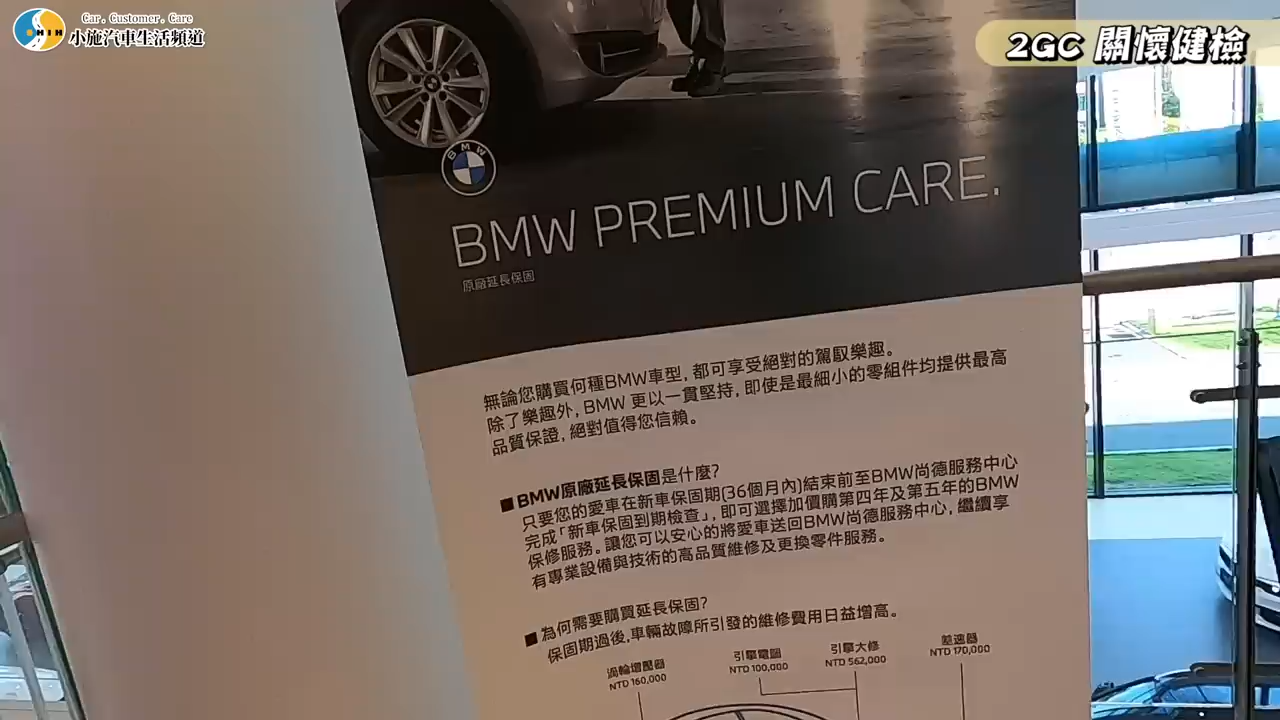 Car. Customer. Care
CHIH
小施汽車生活頻道
2GC 關懷健檢
BMW
BMW PREMIUM CARE.
原廠延長保固
無論您購買何種BMW車型, 都可享受絕對的駕馭樂趣。
除了樂趣外, BMW 更以一貫堅持, 即使是最細小的零組件均提供最高
品質保證, 絕對值得您信賴。
■ BMW原廠延長保固是什麼?
只要您的愛車在新車保固期(36個月內)結束前至BMW尚德服務中心
完成「新車保固到期檢查」, 即可選擇加價購第四年及第五年的BMW
保修服務。讓您可以安心的將愛車送回BMW尚德服務中心, 繼續享
有專業設備與技術的高品質維修及更換零件服務。
■ 為何需要購買延長保固?
保固期過後,車輛故障所引發的維修費用日益增高。
渦輪增壓器
NTD 160,000
引擎電腦
NTD 100,000
引擎大修
NTD 562,000
差速器
NTD 170,000